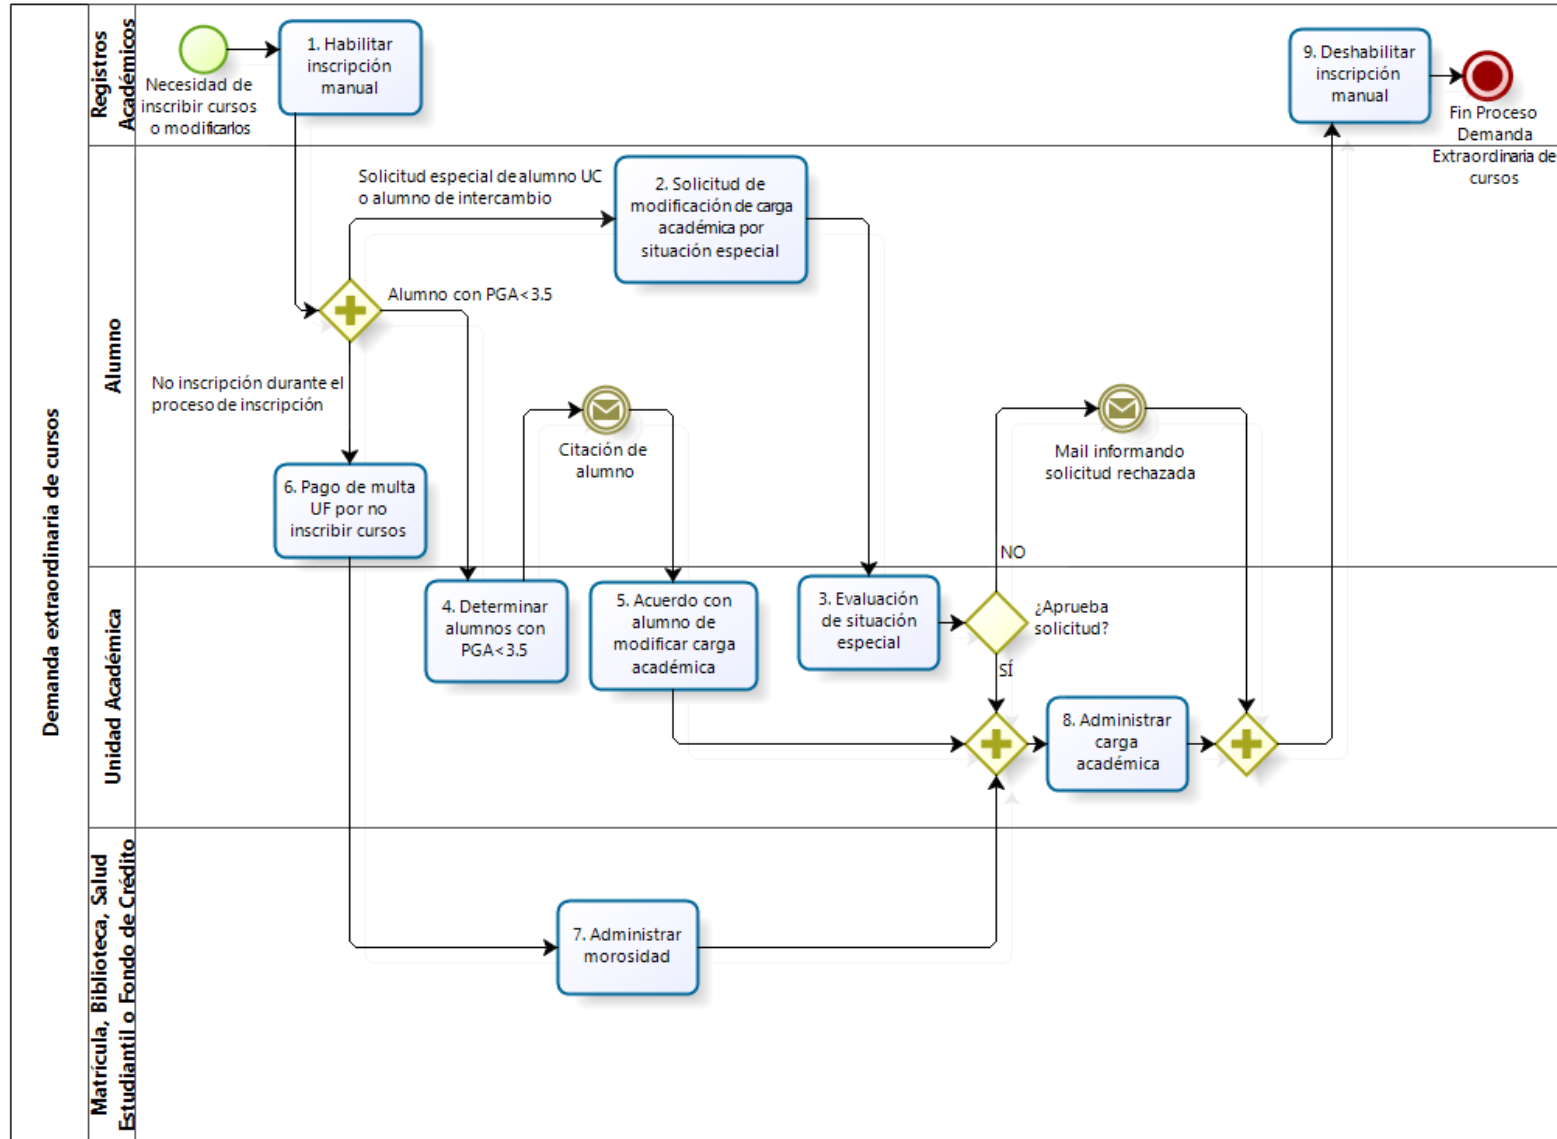 Demanda extraordinaria de cursos
Registros
Académicos
Necesidad de
inscribir cursos
o modificarlos
1. Habilitar
inscripción
manual
9. Deshabilitar
inscripción
manual
Fin Proceso
Demanda
Extraordinaria de
cursos
Alumno
Solicitud especial de alumno UC
o alumno de intercambio
2. Solicitud de
modificación de carga
académica por
situación especial
Alumno con PGA<3.5
No inscripción durante el
proceso de inscripción
Citación de
alumno
Mail informando
solicitud rechazada
6. Pago de multa
UF por no
inscribir cursos
NO
Unidad Académica
4. Determinar
alumnos con
PGA<3.5
5. Acuerdo con
alumno de
modificar carga
académica
3. Evaluación
de situación
especial
¿Aprueba
solicitud?
SÍ
8. Administrar
carga
académica
Matrícula, Biblioteca, Salud
Estudiantil o Fondo de Crédito
7. Administrar
morosidad